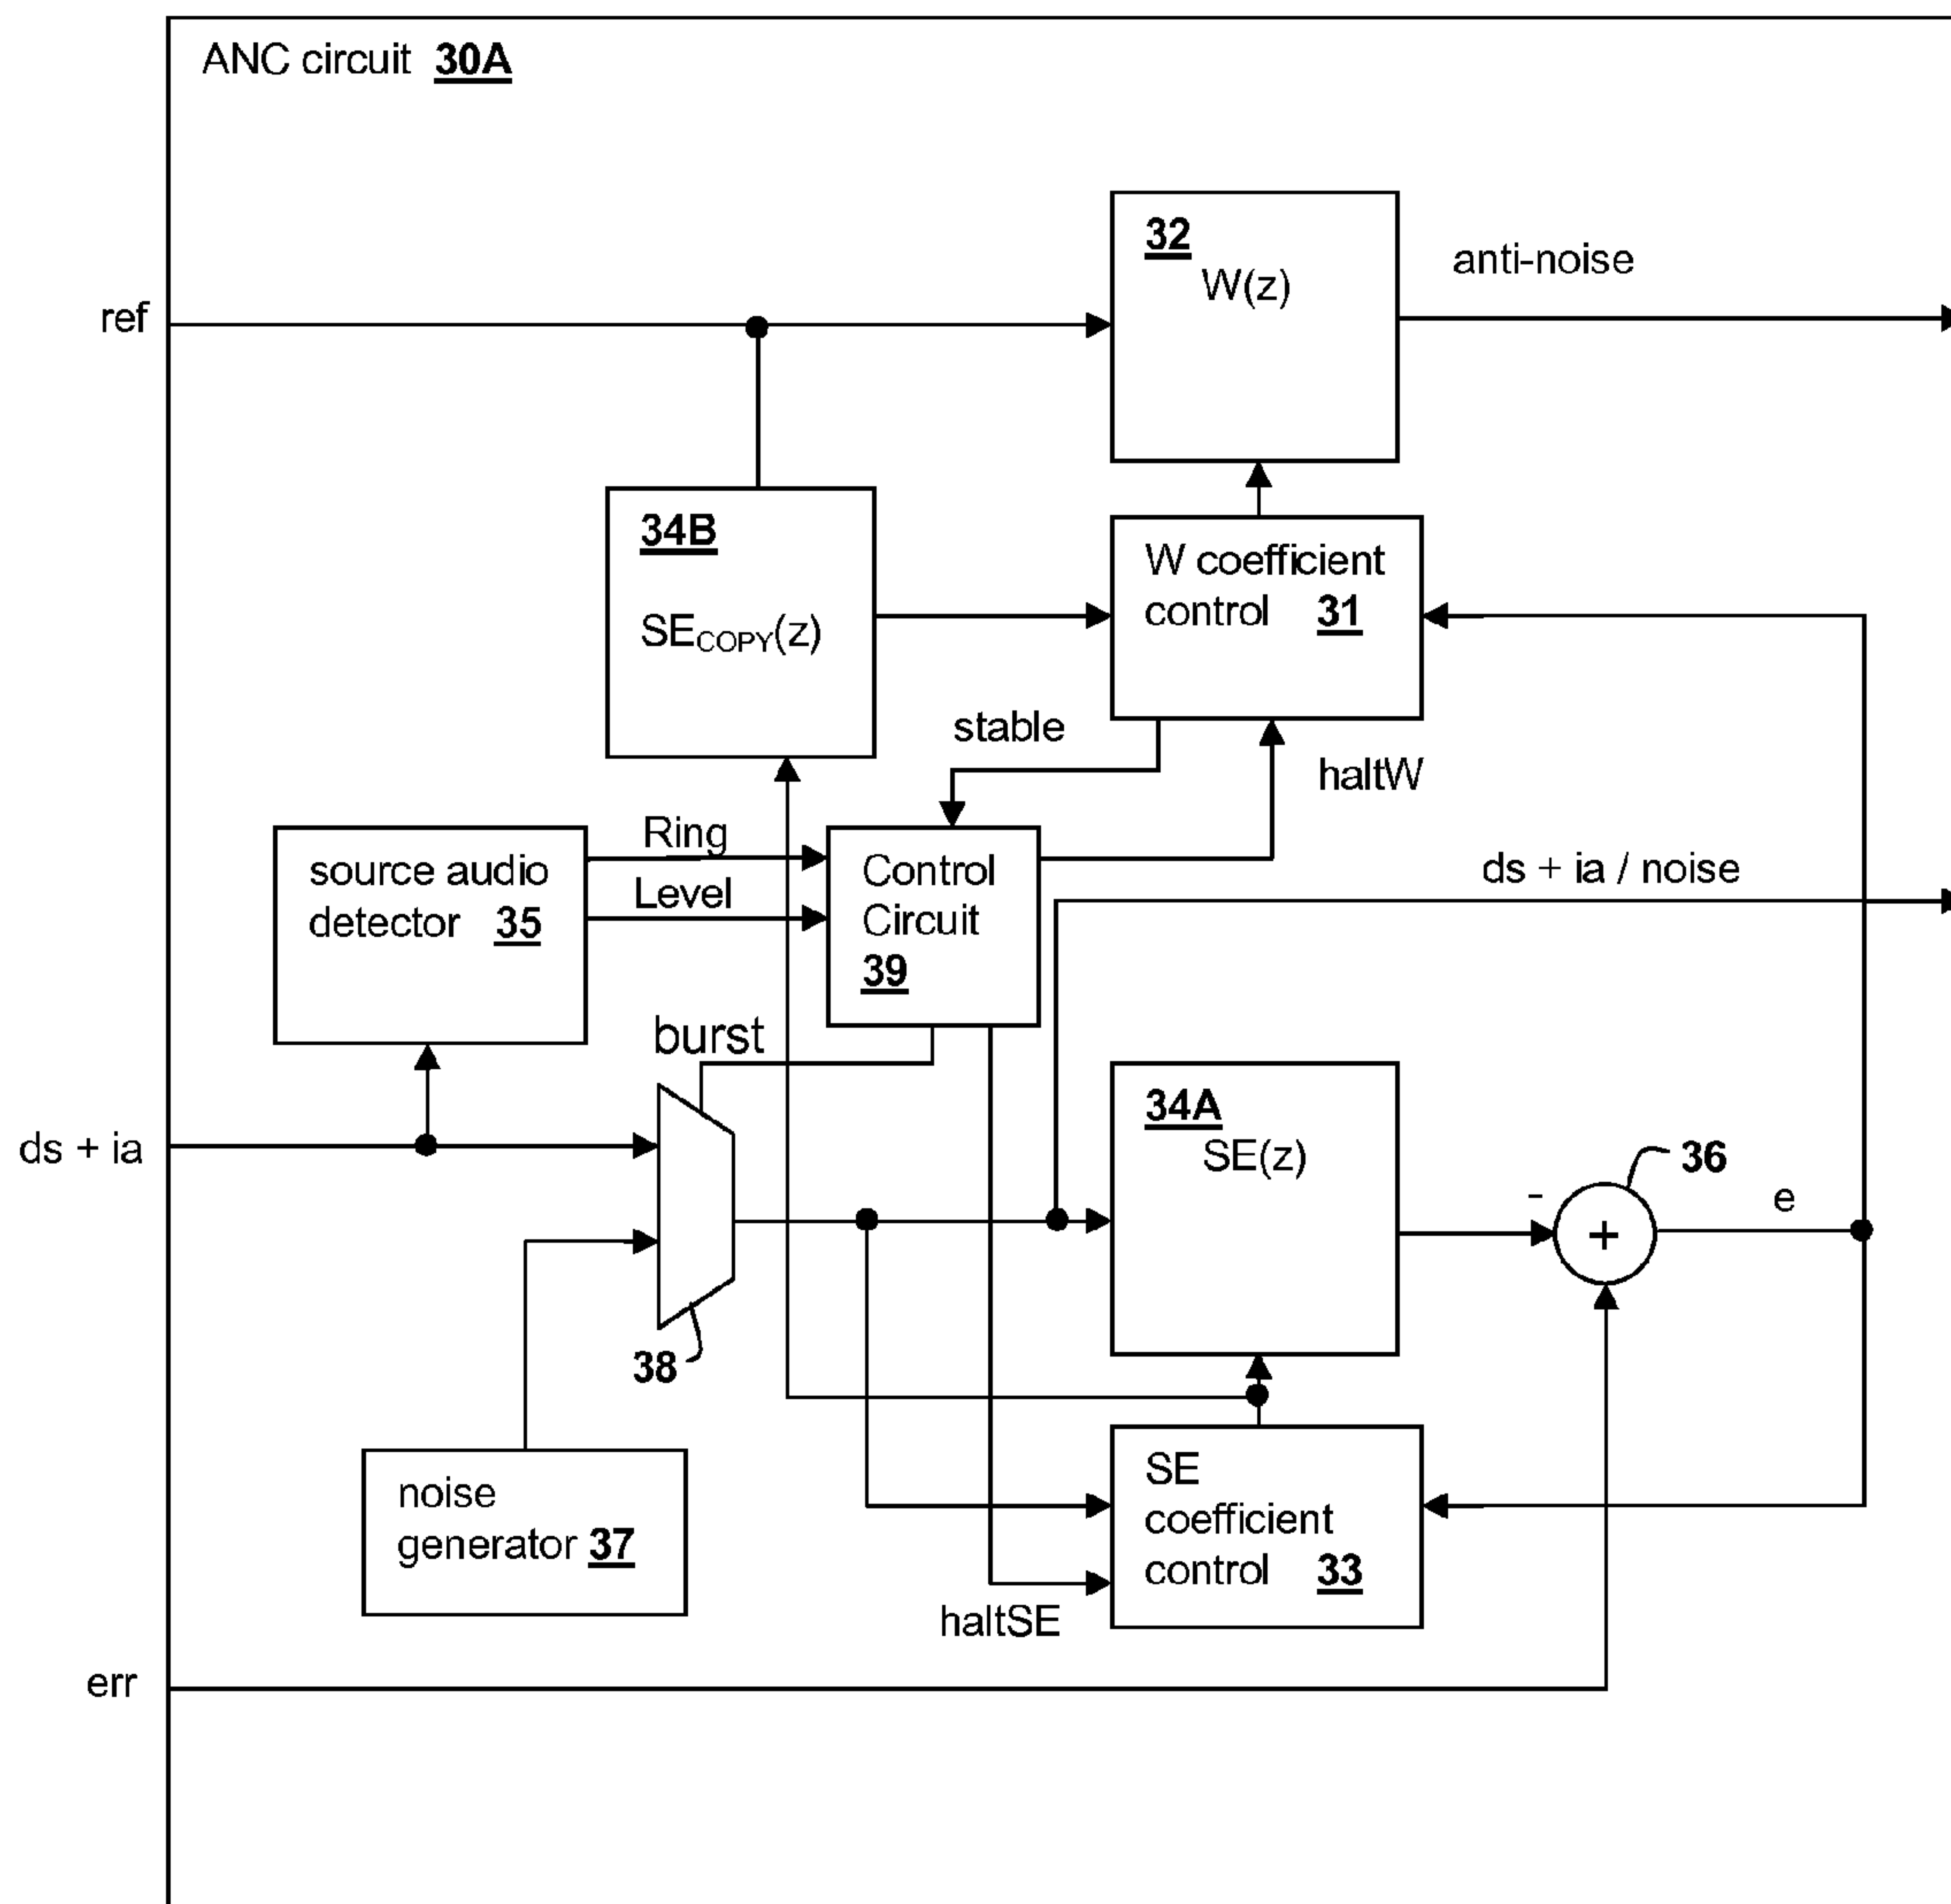 ANC circuit 30A
32
W(z)
anti-noise
ref
34B
SECOPY(z)
W coefficient
control 31
stable
haltW
Ring
Level
source audio
detector 35
Control
Circuit
39
ds + ia / noise
burst
34A
SE(z)
ds + ia
-
+
36
e
38
noise
generator 37
SE
coefficient
control 33
haltSE
err